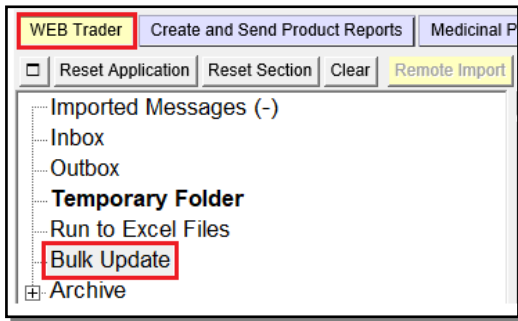 WEB Trader Create and Send Product Reports Medicinal P
Reset Application Reset Section Clear Remote Import
Imported Messages (-)
Inbox
Outbox
Temporary Folder
Run to Excel Files
Bulk Update
Archive